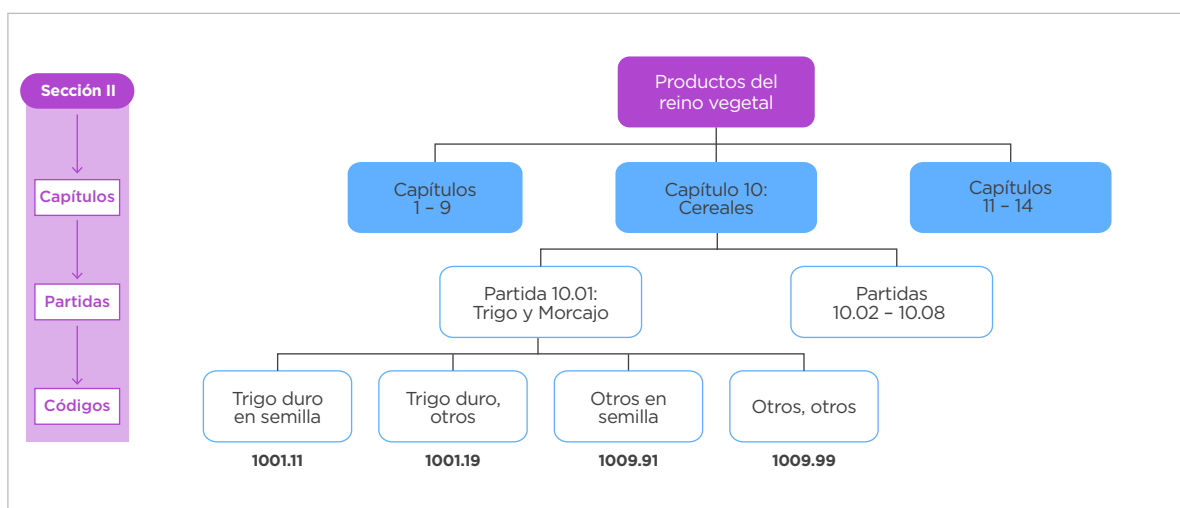 Sección II
Capítulos
Partidas
Códigos
Productos del
reino vegetal
Capítulos
1 – 9
Capítulo 10:
Cereales
Capítulos
11 – 14
Partida 10.01:
Trigo y Morcajo
Partidas
10.02 – 10.08
Trigo duro
en semilla
Trigo duro,
otros
Otros en
semilla
Otros, otros
1001.11
1001.19
1009.91
1009.99